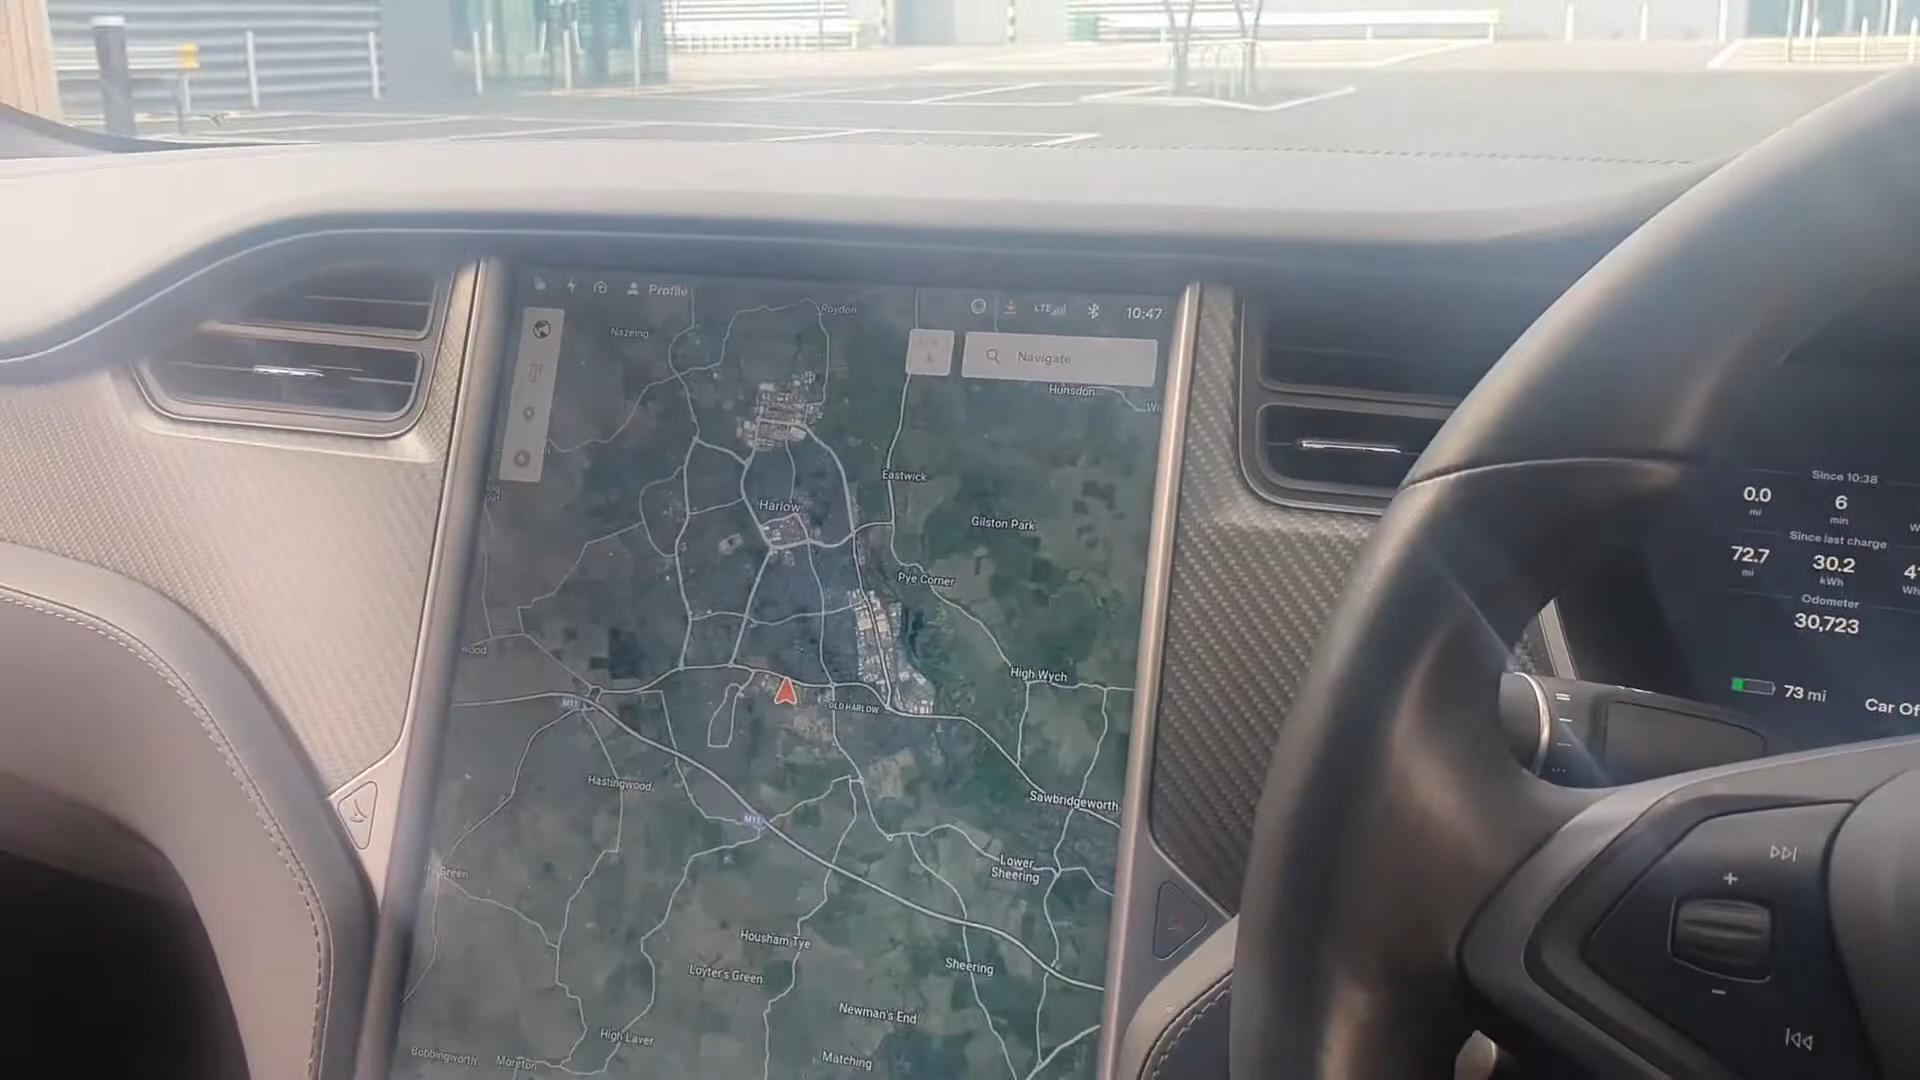 Profile
LTE
10:47
Navigate
Roydon
Nazeing
Hunsdon
Eastwick
Harlow
Gilston Park
Pye Corner
High Wych
M11
OLD HARLOW
Hastingwood
Sawbridgeworth
M11
Lower
Sheering
Green
Housham Tye
Loyter's Green
Sheering
Newman's End
High Laver
Matching
Bobbingworth
Moreton
Since 10:38
0.0
6
mi
min
Since last charge
72.7
30.2
mi
kWh
Odometer
30,723
73 mi
Car Of
+
-